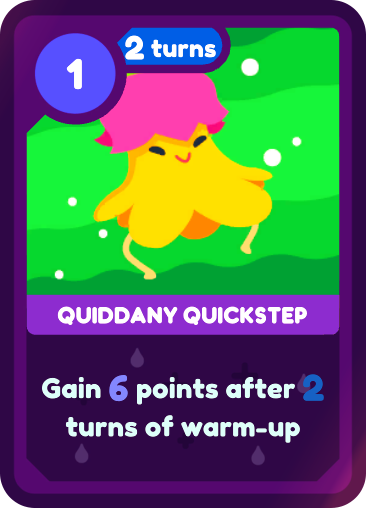 1
2 turns
QUIDDANY QUICKSTEP
Gain 6 points after 2
turns of warm-up